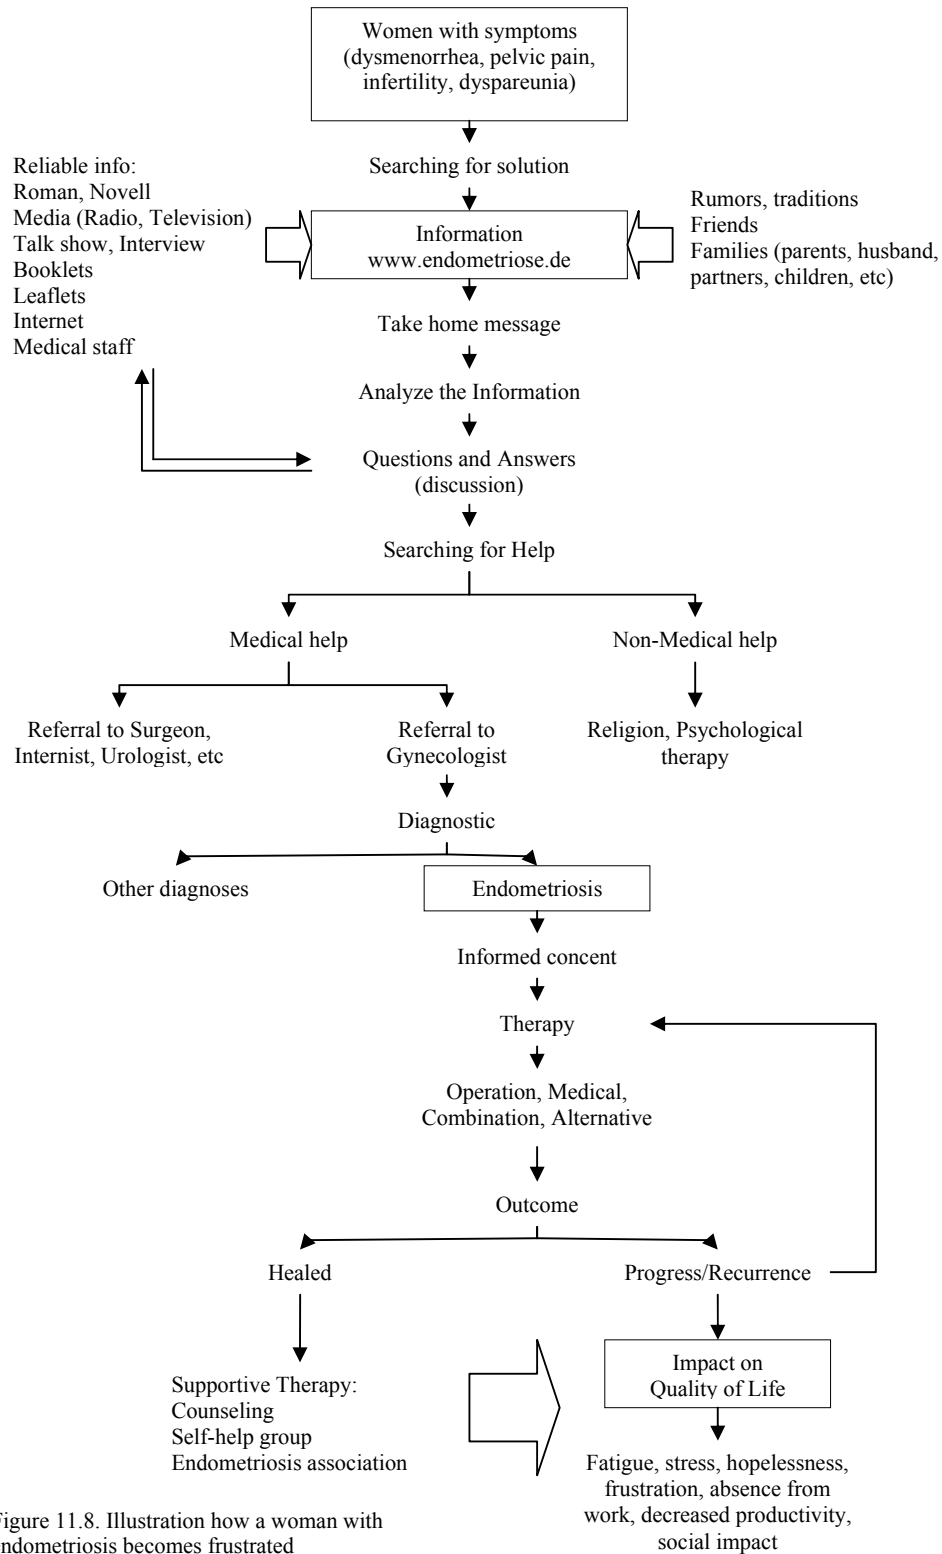 Women with symptoms
(dysmenorrhea, pelvic pain,
infertility, dyspareunia)
Searching for solution
Reliable info:
Roman, Novell
Media (Radio, Television)
Talk show, Interview
Booklets
Leaflets
Internet
Medical staff
Information
www.endometriose.de
Rumors, traditions
Friends
Families (parents, husband,
partners, children, etc)
Take home message
Analyze the Information
Questions and Answers
(discussion)
Searching for Help
Medical help
Non-Medical help
Referral to Surgeon,
Internist, Urologist, etc
Referral to
Gynecologist
Religion, Psychological
therapy
Diagnostic
Other diagnoses
Endometriosis
Informed concent
Therapy
Operation, Medical,
Combination, Alternative
Outcome
Healed
Progress/Recurrence
Supportive Therapy:
Counseling
Self-help group
Endometriosis association
Impact on
Quality of Life
Fatigue, stress, hopelessness,
frustration, absence from
work, decreased productivity,
social impact
igure 11.8. Illustration how a woman with
ndometriosis becomes frustrated